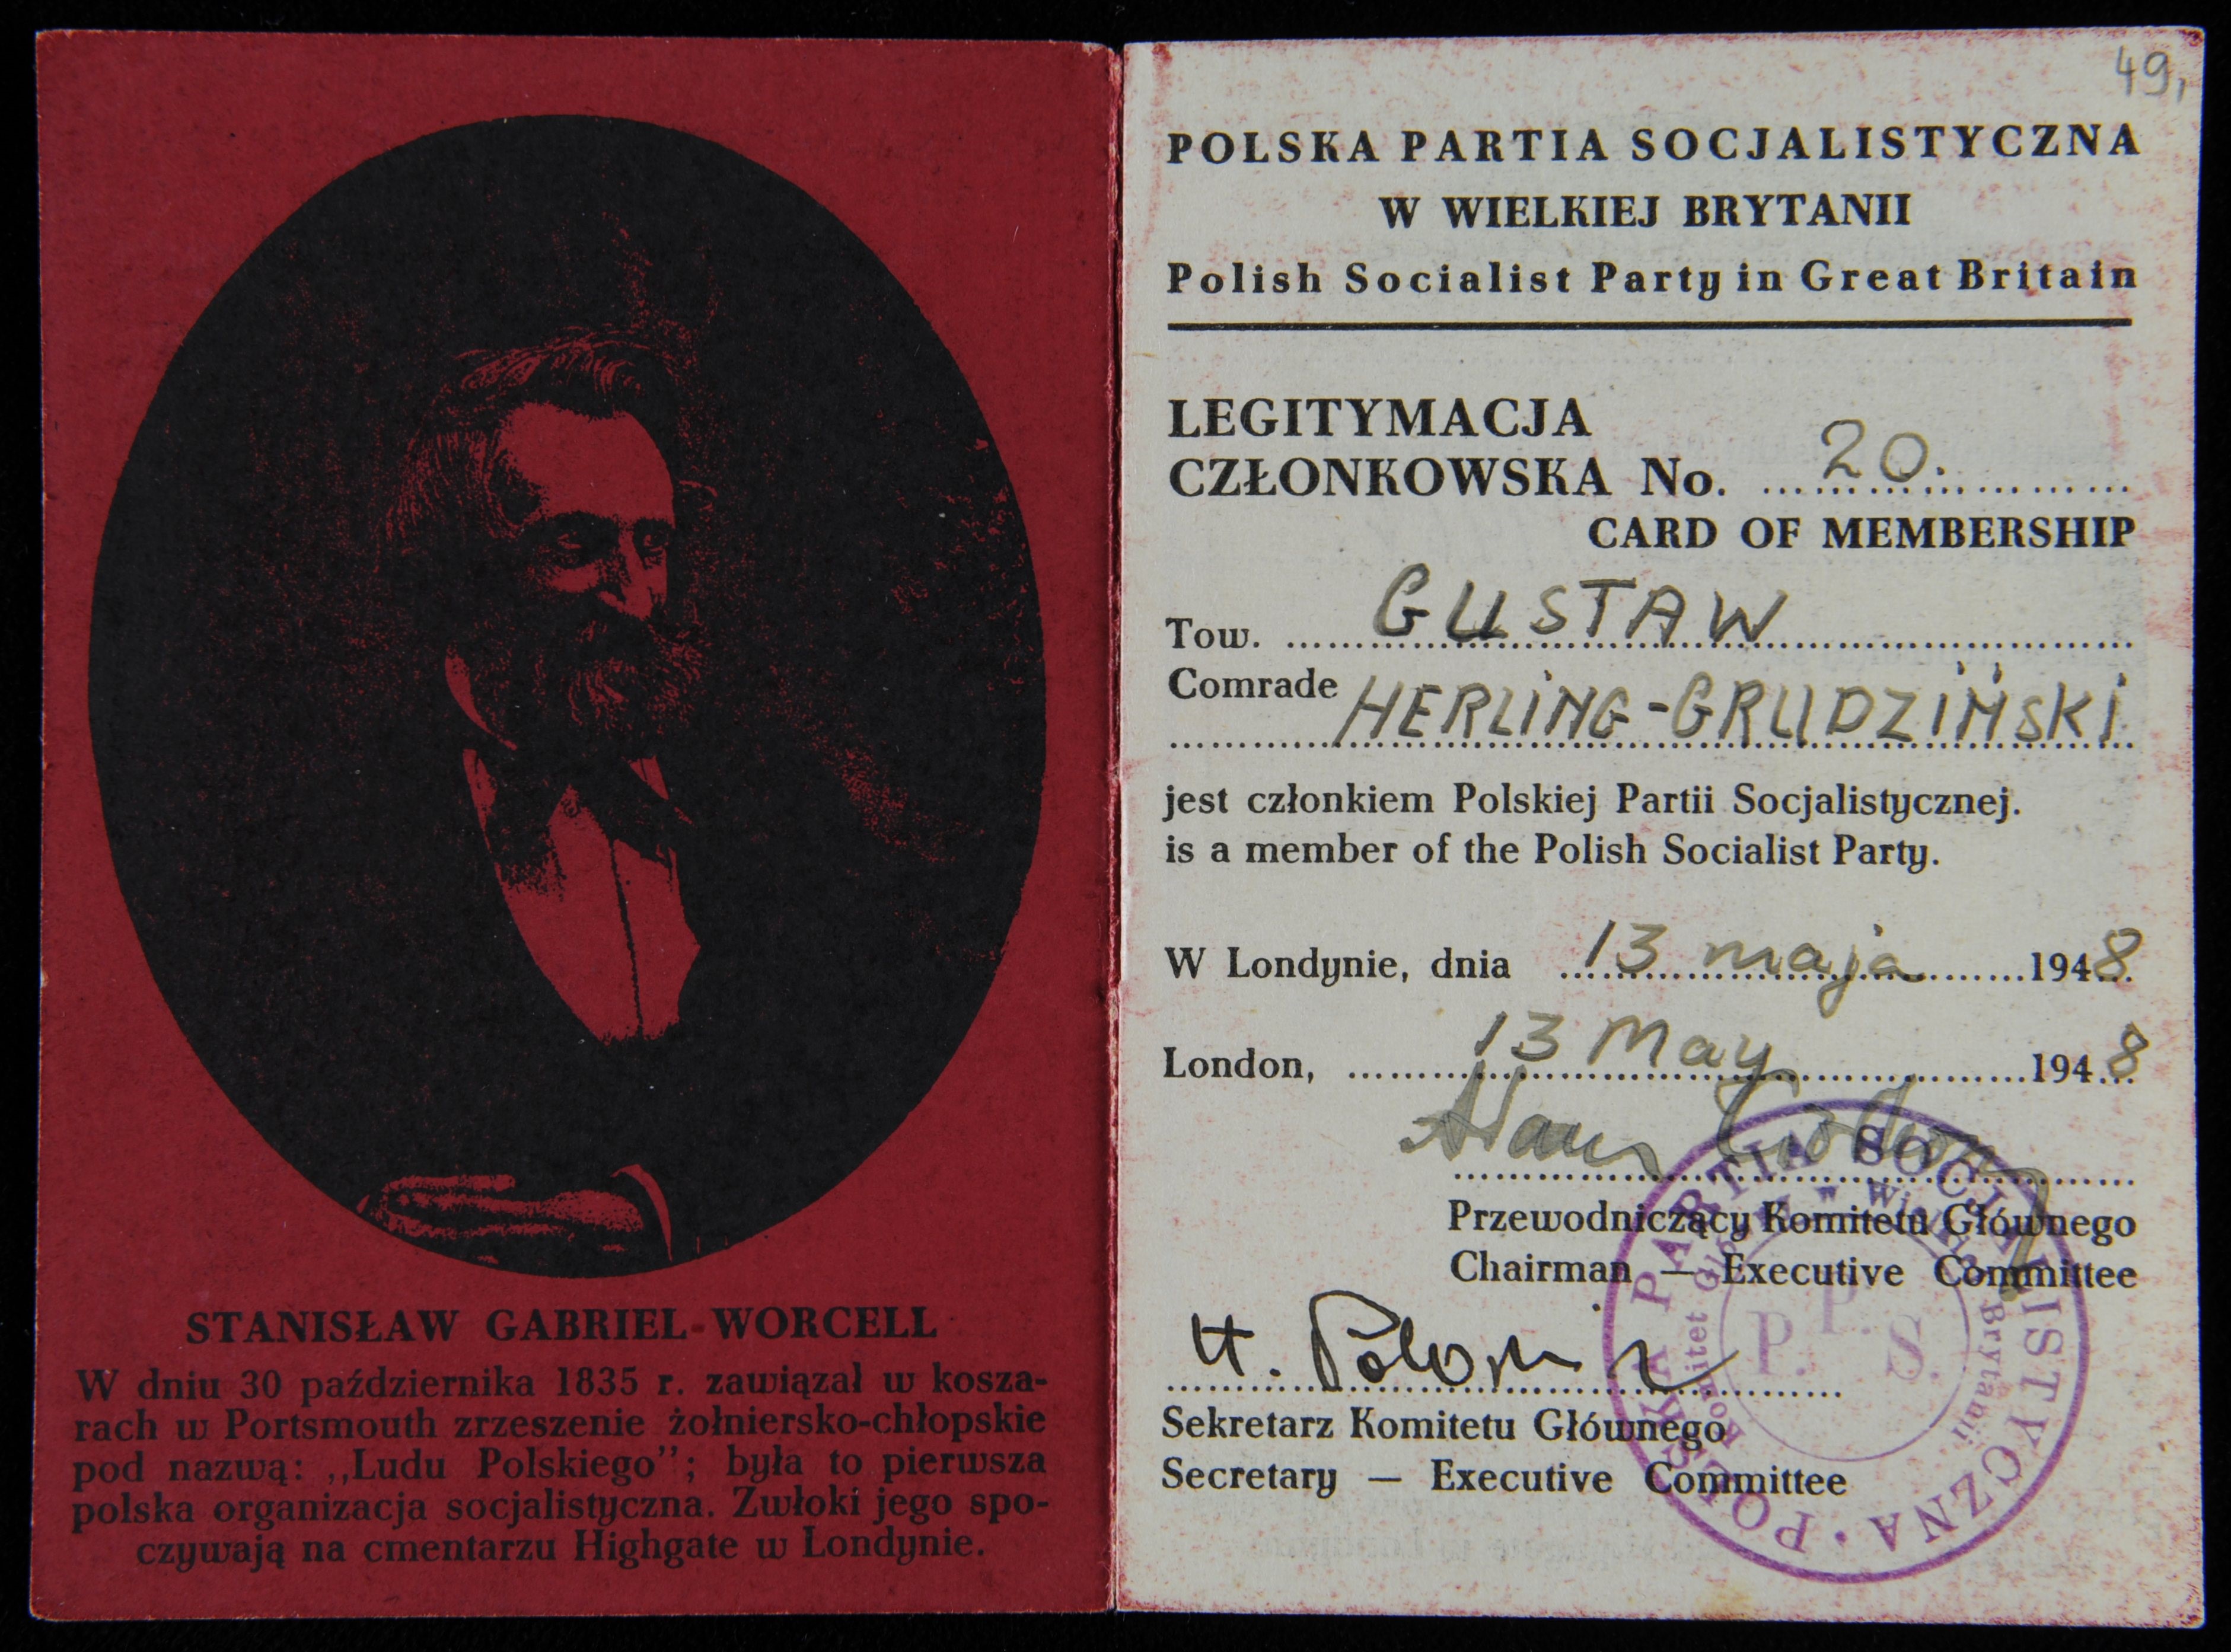 STANISŁAW GABRIEL WORCELL
W dniu 30 października 1835 r. zawiązał w kosza-
rach w Portsmouth zrzeszenie żołniersko-chłopskie
pod nazwą: ,,Ludu Polskiego”; była to pierwsza
polska organizacja socjalistyczna. Zwłoki jego spo-
czywają na cmentarzu Highgate w Londynie.
49,
POLSKA PARTIA SOCJALISTYCZNA
W WIELKIEJ BRYTANII
Polish Socialist Party in Great Britain
LEGITYMACJA
CZŁONKOWSKA No. 20.
CARD OF MEMBERSHIP
Tow. GUSTAW
Comrade HERLING-GRUDZIŃSKI
jest członkiem Polskiej Partii Socjalistycznej.
is a member of the Polish Socialist Party.
W Londynie, dnia 13 maja 1948
London, 13 May 1948
Przewodniczący Komitetu Głównego
Chairman — Executive Committee
Sekretarz Komitetu Głównego
Secretary — Executive Committee
POLSKA PARTIA SOCJALISTYCZNA
P. P. S.